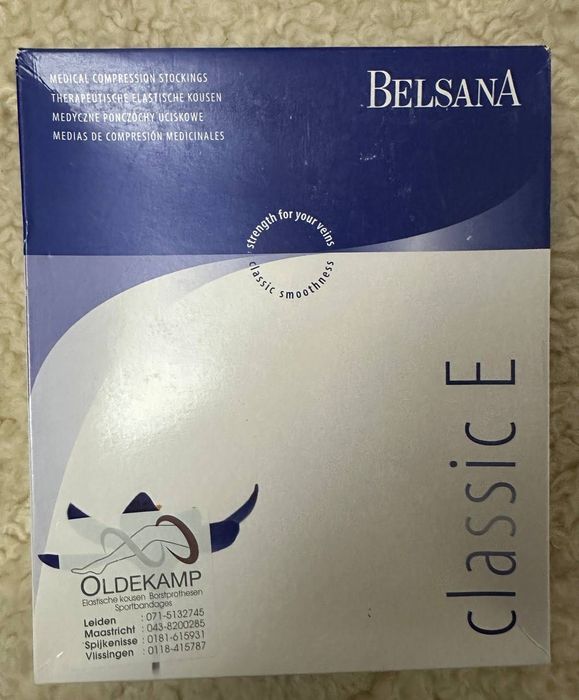 MEDICAL COMPRESSION STOCKINGS
THERAPEUTISCHE ELASTISCHE KOUSEN
MEDYCZNE POŃCZOCHY UCISKOWE
MEDIAS DE COMPRESIÓN MEDICINALES
BELSANA
strength for your veins
classic smoothness
classic E
OLDEKAMP
Elastische kousen Borstprothesen
Sportbandages
Leiden : 071-5132745
Maastricht : 043-8200285
Spijkenisse : 0181-615931
Vlissingen : 0118-415787